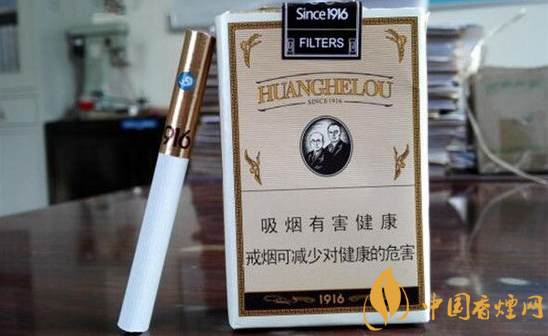 Since 1916
FILTERS
HUANGHELOU
SINCE 1916
吸烟有害健康
戒烟可减少对健康的危害
1916
916
中国香烟网